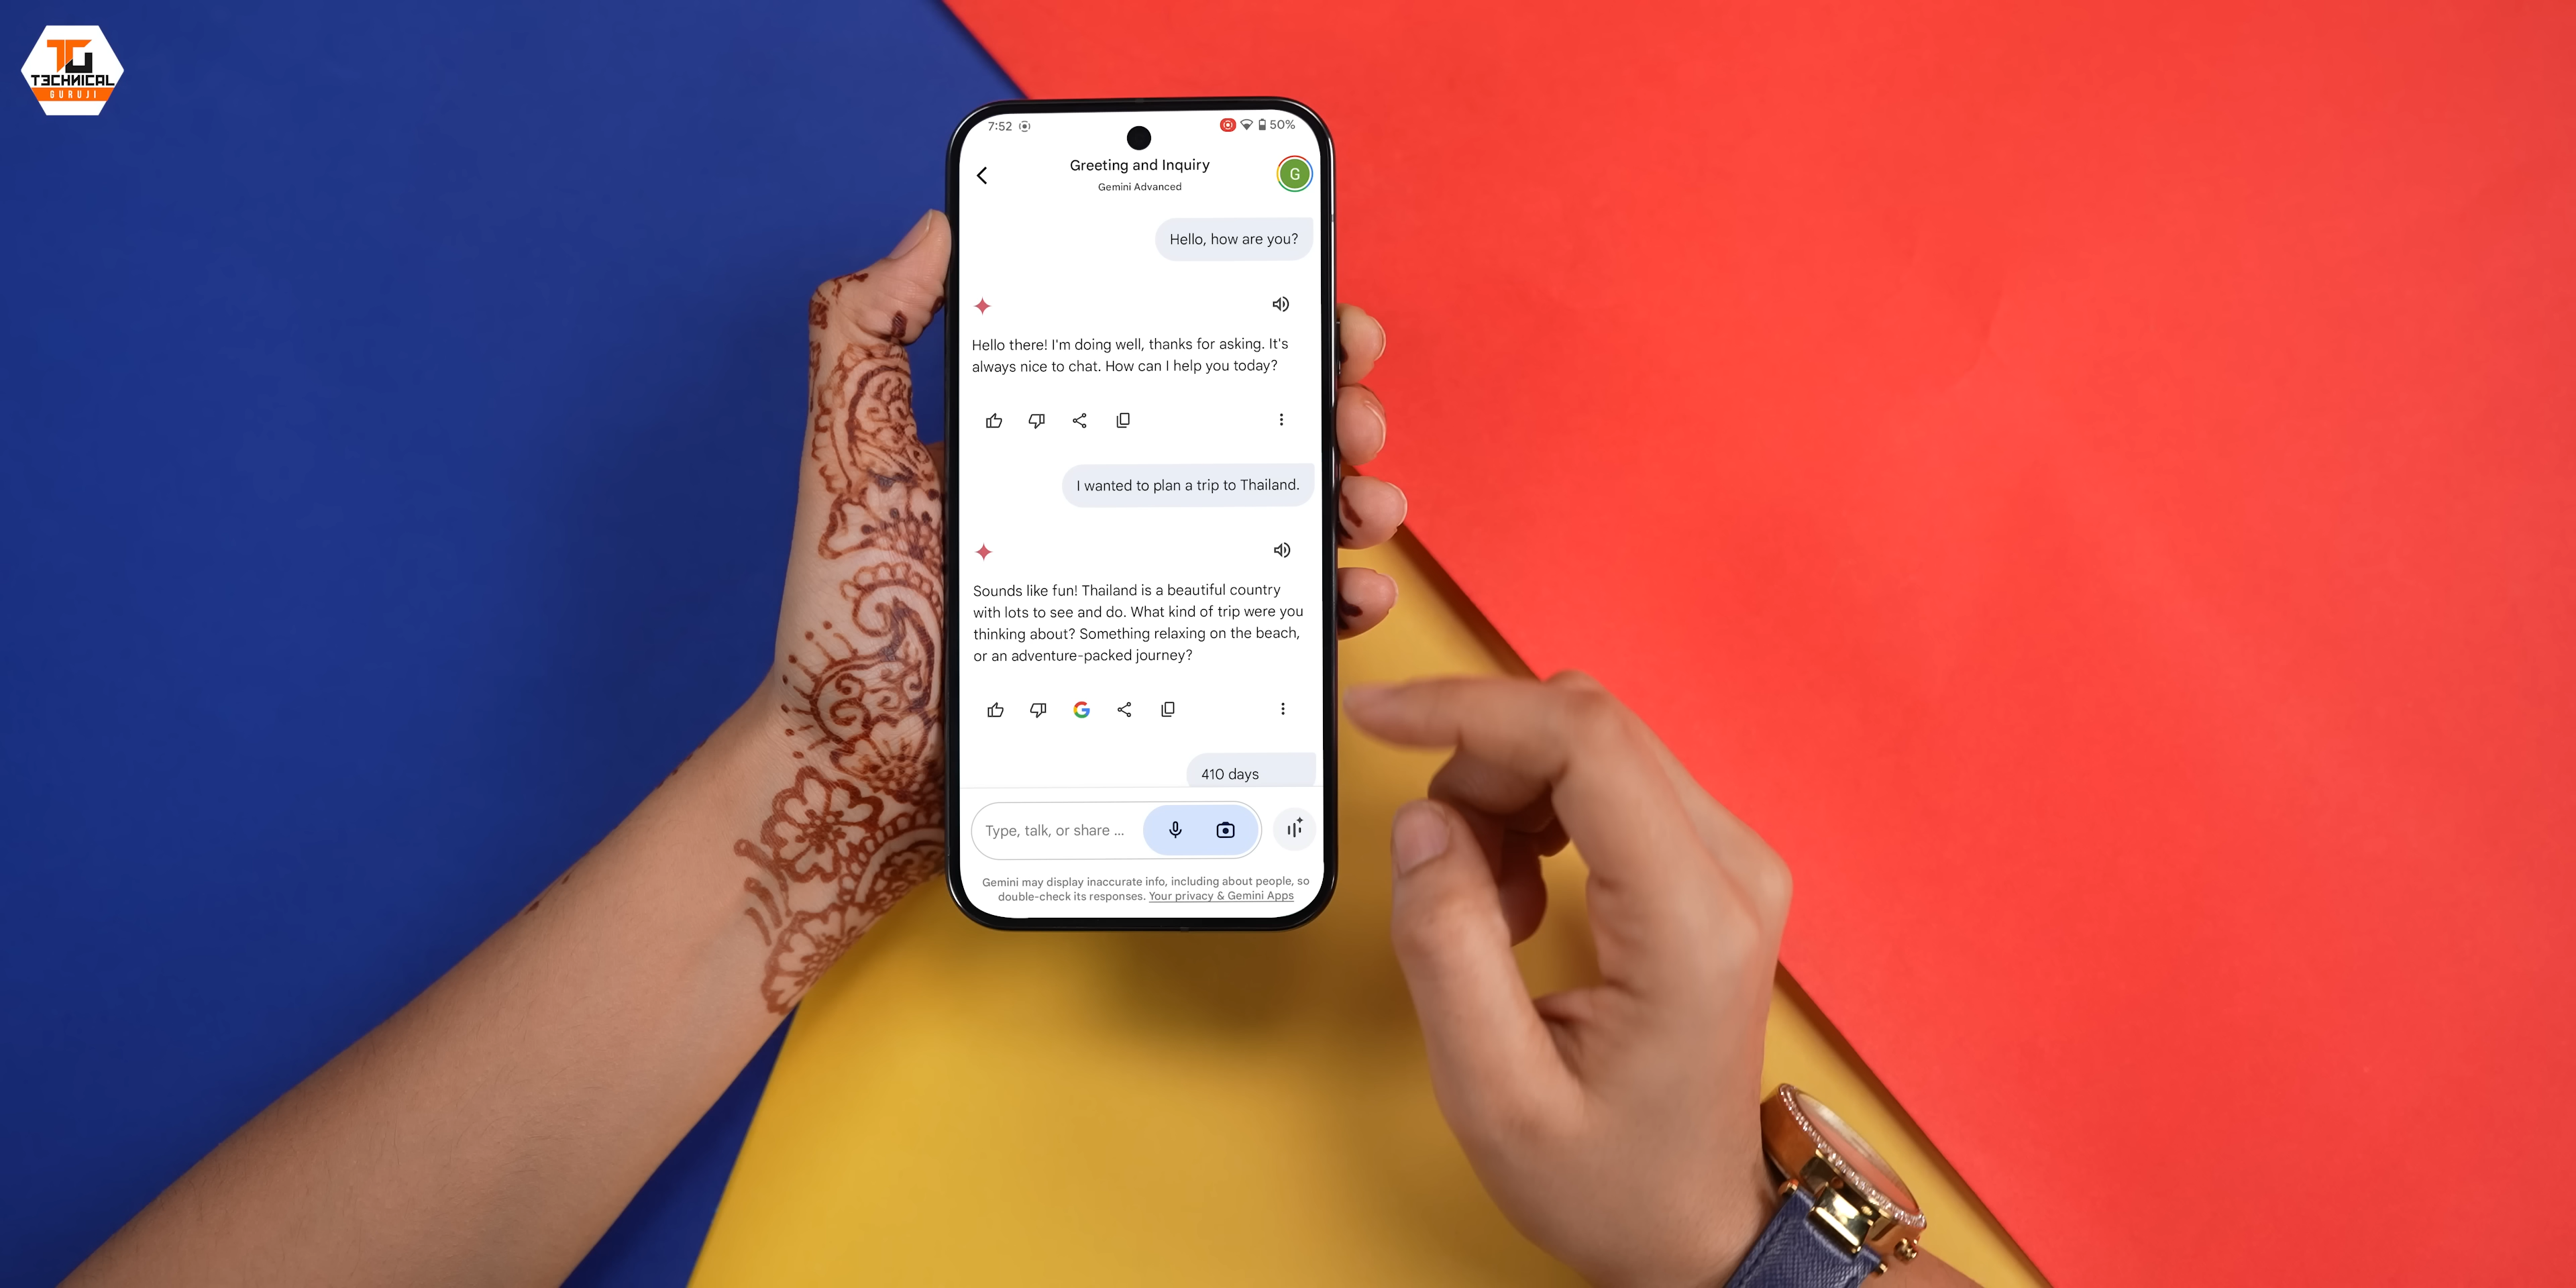 TECHNICAL
GURUJI
7:52
50%
Greeting and Inquiry
Gemini Advanced
G
Hello, how are you?
Hello there! I'm doing well, thanks for asking. It's
always nice to chat. How can I help you today?
I wanted to plan a trip to Thailand.
Sounds like fun! Thailand is a beautiful country
with lots to see and do. What kind of trip were you
thinking about? Something relaxing on the beach,
or an adventure-packed journey?
410 days
Type, talk, or share ...
Gemini may display inaccurate info, including about people, so
double-check its responses. Your privacy & Gemini Apps